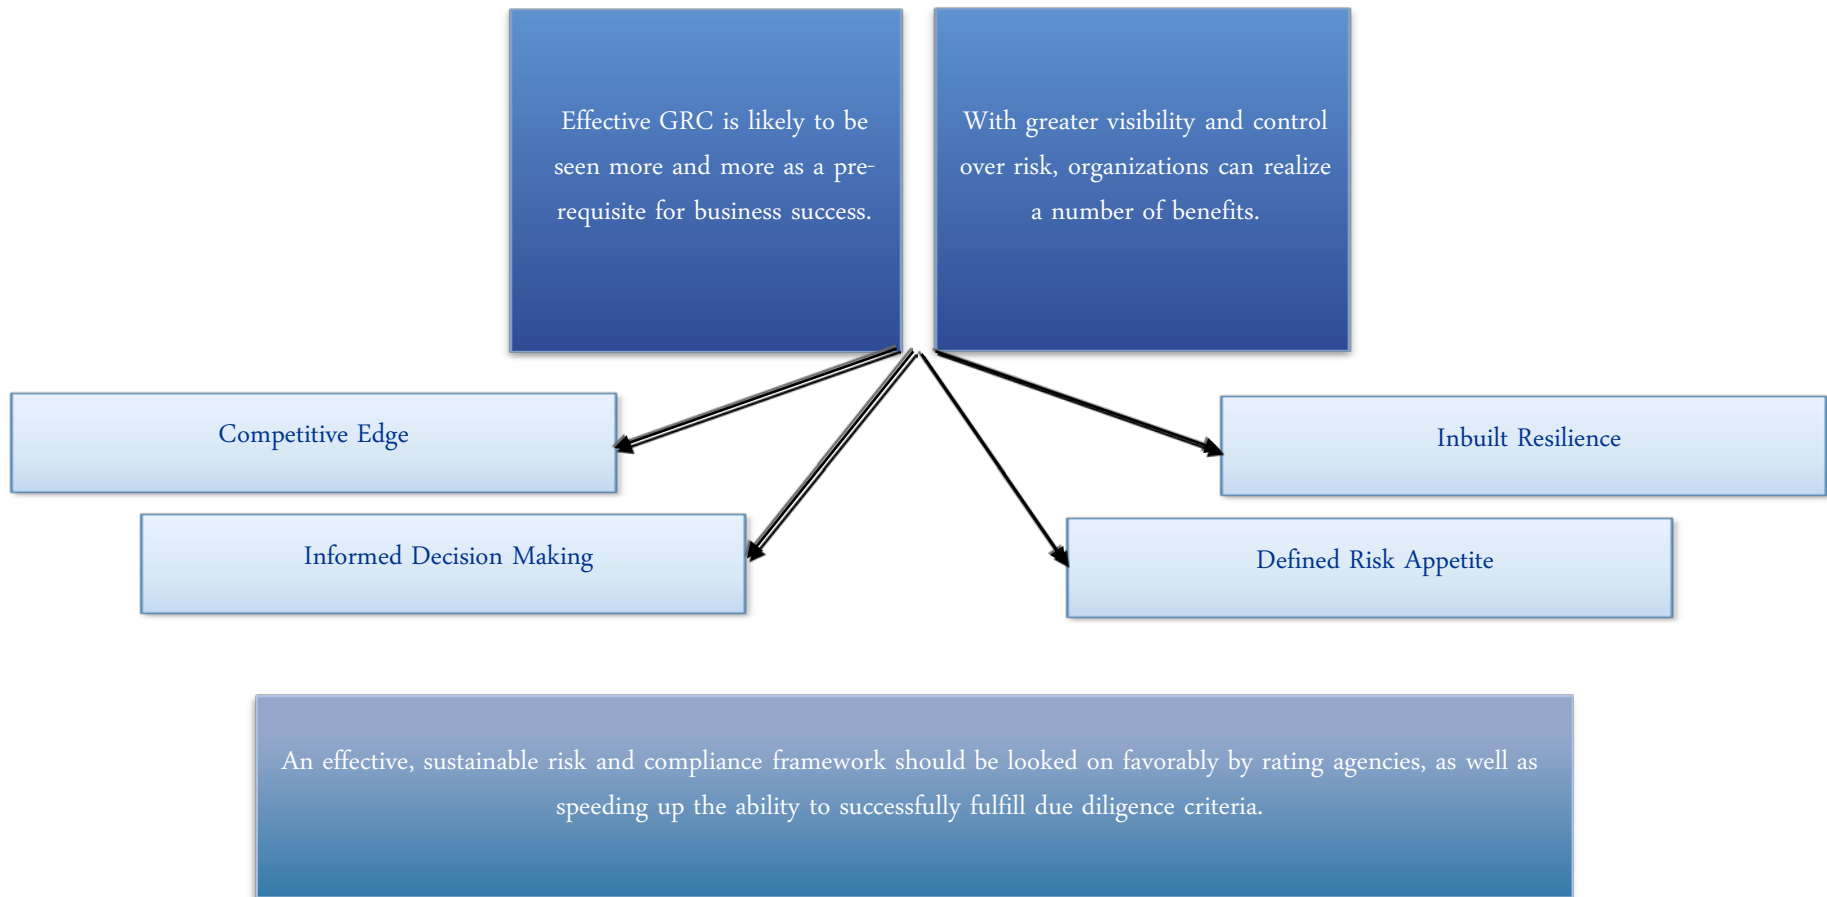 Effective GRC is likely to be
seen more and more as a pre-
requisite for business success.
With greater visibility and control
over risk, organizations can realize
a number of benefits.
Competitive Edge
Inbuilt Resilience
Informed Decision Making
Defined Risk Appetite
An effective, sustainable risk and compliance framework should be looked on favorably by rating agencies, as well as
speeding up the ability to successfully fulfill due diligence criteria.